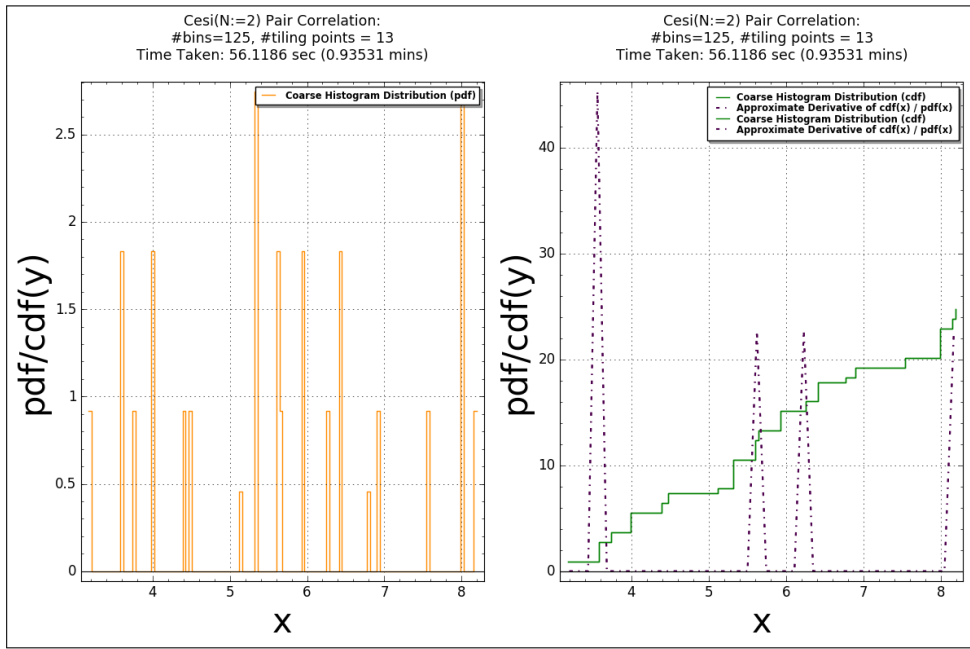 Cesi(N:=2) Pair Correlation:
#bins=125, #tiling points = 13
Time Taken: 56.1186 sec (0.93531 mins)
Coarse Histogram Distribution (pdf)
2.5
2
1.5
1
0.5
0
4
5
6
7
8
pdf/cdf(y)
x
Cesi(N:=2) Pair Correlation:
#bins=125, #tiling points = 13
Time Taken: 56.1186 sec (0.93531 mins)
Coarse Histogram Distribution (cdf)
Approximate Derivative of cdf(x) / pdf(x)
Coarse Histogram Distribution (cdf)
Approximate Derivative of cdf(x) / pdf(x)
40
30
20
10
0
4
5
6
7
8
pdf/cdf(y)
x